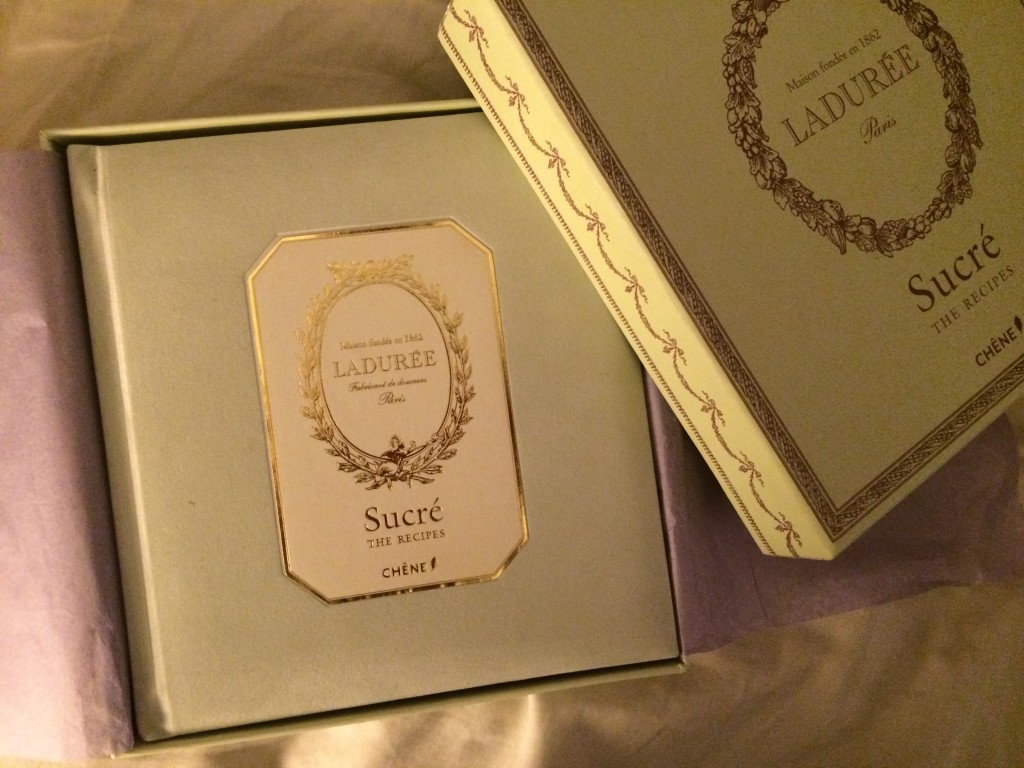 Maison fondée en 1862
LADURÉE
Fabricant de douceurs
Paris
Sucré
THE RECIPES
CHÊNE
Maison fondée en 1862
LADURÉE
Paris
Sucré
THE RECIPES
CHÊNE